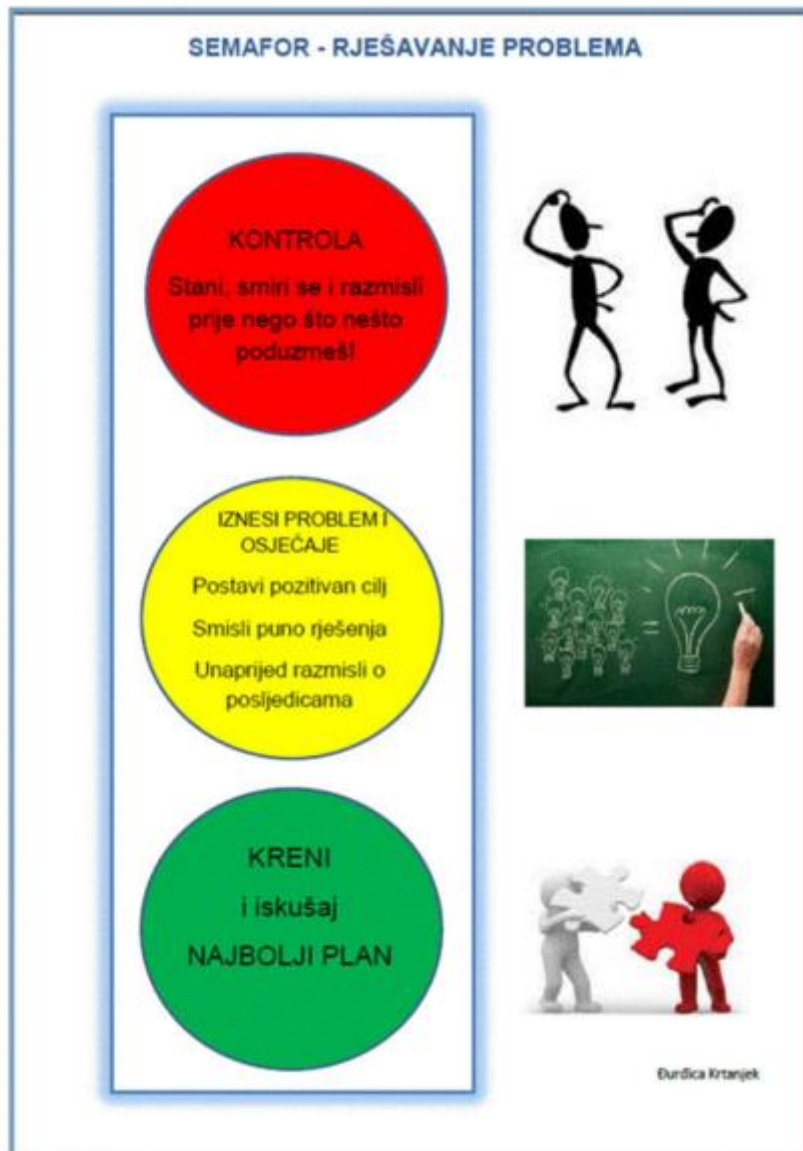 SEMAFOR - RJEŠAVANJE PROBLEMA
KONTROLA
Stani, smiri se i razmisli
prije nego što nešto
poduzmeš!
IZNESI PROBLEM I
OSJEĆAJE
Postavi pozitivan cilj
Smisli puno rješenja
Unaprijed razmisli o
posljedicama
KRENI
i iskušaj
NAJBOLJI PLAN
Đurđica Krtanjek